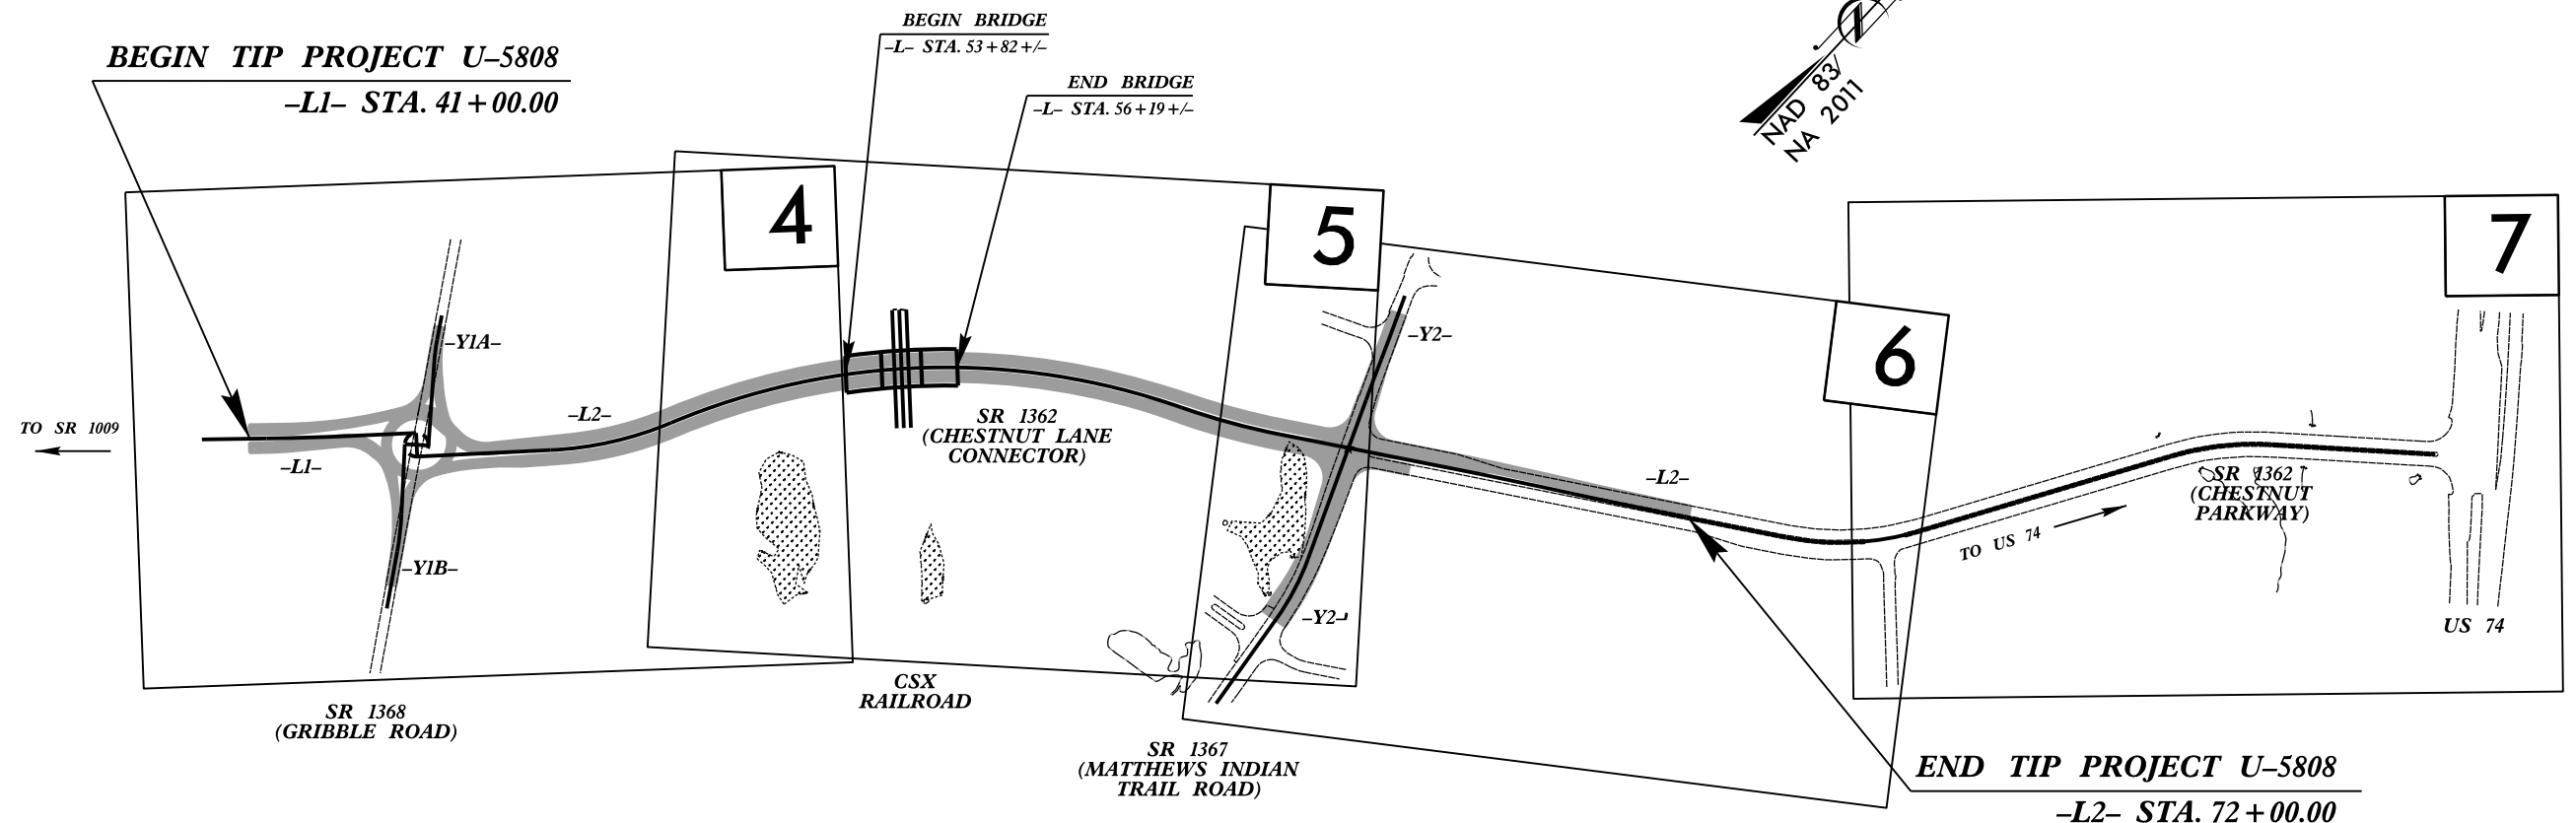 BEGIN BRIDGE
–L– STA. 53+82+/–
BEGIN TIP PROJECT U–5808
–L1– STA. 41+00.00
END BRIDGE
–L– STA. 56+19+/–
NAD 83/
NA 2011
4
5
6
7
–Y1A–
–Y2–
–L2–
TO SR 1009
–L1–
SR 1362
(CHESTNUT LANE
CONNECTOR)
–L2–
SR 1362
(CHESTNUT
PARKWAY)
TO US 74
–Y1B–
–Y2–
US 74
CSX
RAILROAD
SR 1368
(GRIBBLE ROAD)
SR 1367
(MATTHEWS INDIAN
TRAIL ROAD)
END TIP PROJECT U–5808
–L2– STA. 72+00.00